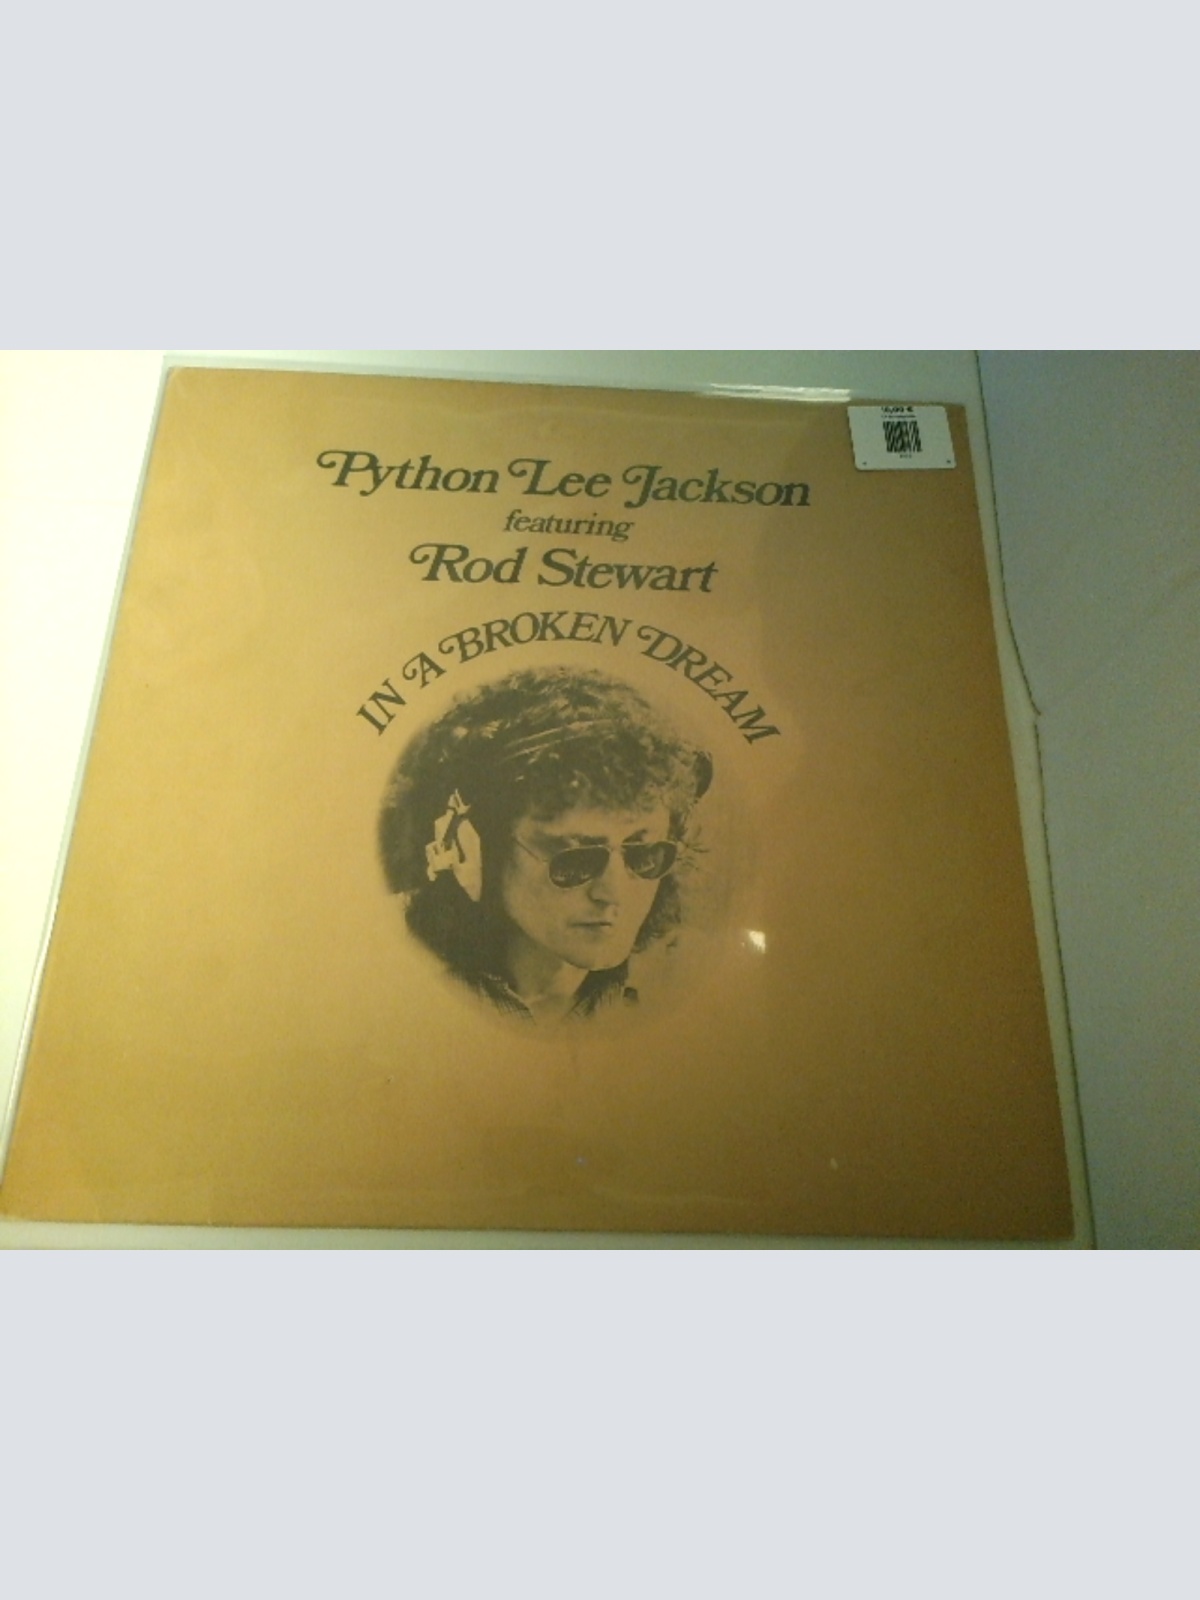 Python Lee Jackson
featuring
Rod Stewart
IN A BROKEN DREAM